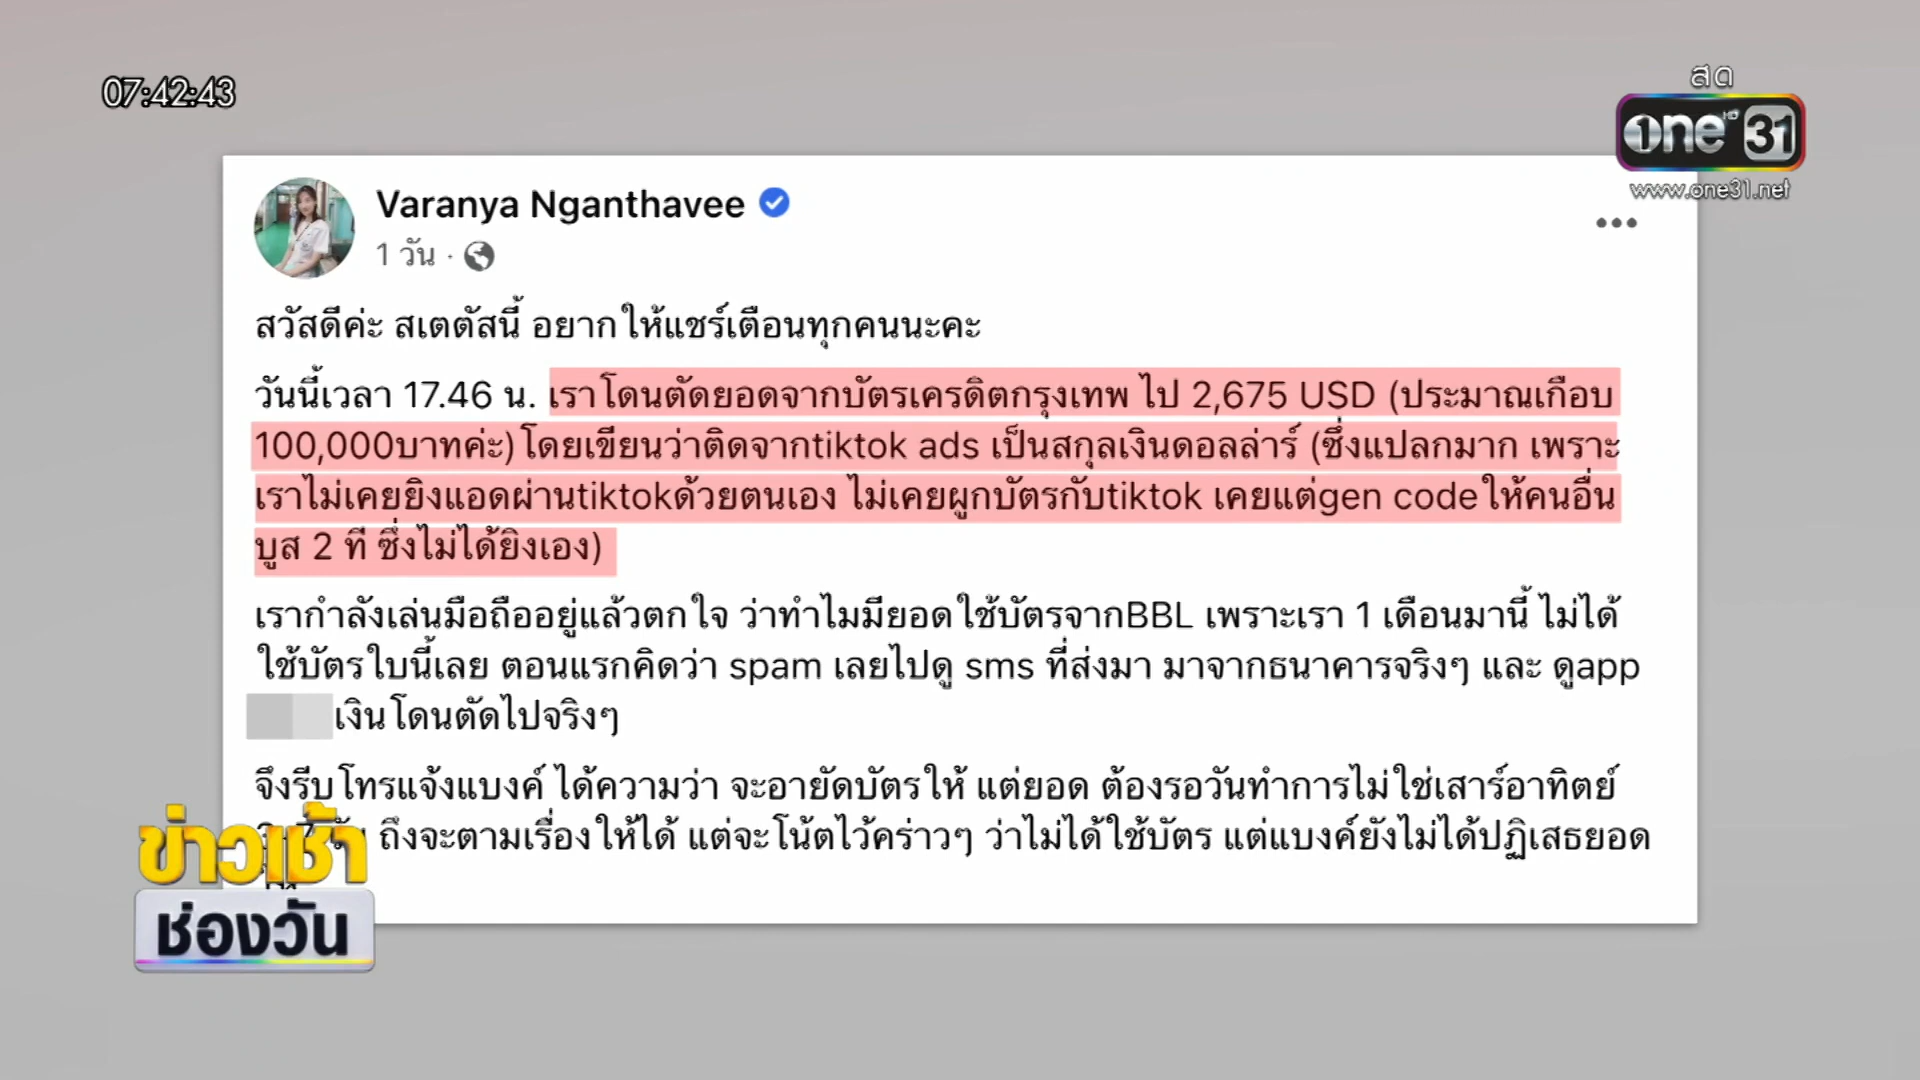 07:42:43
สด
one HD 31
www.one31.net
Varanya Nganthavee
1 วัน ·
สวัสดีค่ะ สเตตัสนี้ อยากให้แชร์เตือนทุกคนนะคะ
วันนี้เวลา 17.46 น. เราโดนตัดยอดจากบัตรเครดิตกรุงเทพ ไป 2,675 USD (ประมาณเกือบ
100,000บาทค่ะ)โดยเขียนว่าติดจากtiktok ads เป็นสกุลเงินดอลล่าร์ (ซึ่งแปลกมาก เพราะ
เราไม่เคยยิงแอดผ่านtiktokด้วยตนเอง ไม่เคยผูกบัตรกับtiktok เคยแต่gen codeให้คนอื่น
บูส 2 ที ซึ่งไม่ได้ยิงเอง)
เรากำลังเล่นมือถืออยู่แล้วตกใจ ว่าทำไมมียอดใช้บัตรจากBBL เพราะเรา 1 เดือนมานี้ ไม่ได้
ใช้บัตรใบนี้เลย ตอนแรกคิดว่า spam เลยไปดู sms ที่ส่งมา มาจากธนาคารจริงๆ และ ดูapp
เงินโดนตัดไปจริงๆ
จึงรีบโทรแจ้งแบงค์ ได้ความว่า จะอายัดบัตรให้ แต่ยอด ต้องรอวันทำการไม่ใช่เสาร์อาทิตย์
ถึงจะตามเรื่องให้ได้ แต่จะโน้ตไว้คร่าวๆ ว่าไม่ได้ใช้บัตร แต่แบงค์ยังไม่ได้ปฏิเสธยอด
ข่าวเช้า
ช่องวัน